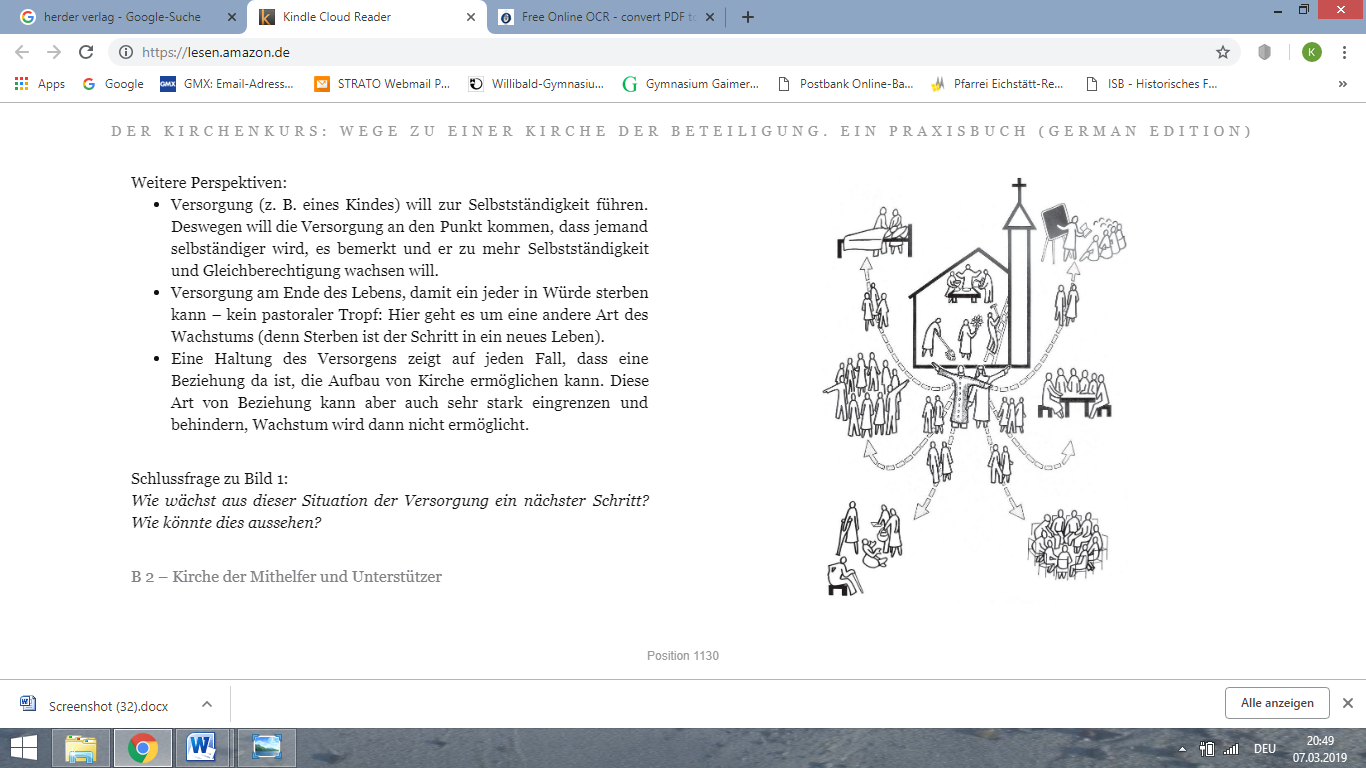 herder verlag - Google-Suche
Kindle Cloud Reader
Free Online OCR - convert PDF to
https://lesen.amazon.de
K
Apps
Google
GMX: Email-Adress...
STRATO Webmail P...
Willibald-Gymnasiu...
Gymnasium Gaimer...
Postbank Online-Ba...
Pfarrei Eichstätt-Re...
ISB - Historisches F...
»
DER KIRCHENKURS: WEGE ZU EINER KIRCHE DER BETEILIGUNG. EIN PRAXISBUCH (GERMAN EDITION)
Weitere Perspektiven:
• Versorgung (z. B. eines Kindes) will zur Selbstständigkeit führen.
Deswegen will die Versorgung an den Punkt kommen, dass jemand
selbständiger wird, es bemerkt und er zu mehr Selbstständigkeit
und Gleichberechtigung wachsen will.
• Versorgung am Ende des Lebens, damit ein jeder in Würde sterben
kann – kein pastoraler Tropf: Hier geht es um eine andere Art des
Wachstums (denn Sterben ist der Schritt in ein neues Leben).
• Eine Haltung des Versorgens zeigt auf jeden Fall, dass eine
Beziehung da ist, die Aufbau von Kirche ermöglichen kann. Diese
Art von Beziehung kann aber auch sehr stark eingrenzen und
behindern, Wachstum wird dann nicht ermöglicht.
Schlussfrage zu Bild 1:
Wie wächst aus dieser Situation der Versorgung ein nächster Schritt?
Wie könnte dies aussehen?
B 2 – Kirche der Mithelfer und Unterstützer
Position 1130
Screenshot (32).docx
Alle anzeigen
DEU
20:49
07.03.2019